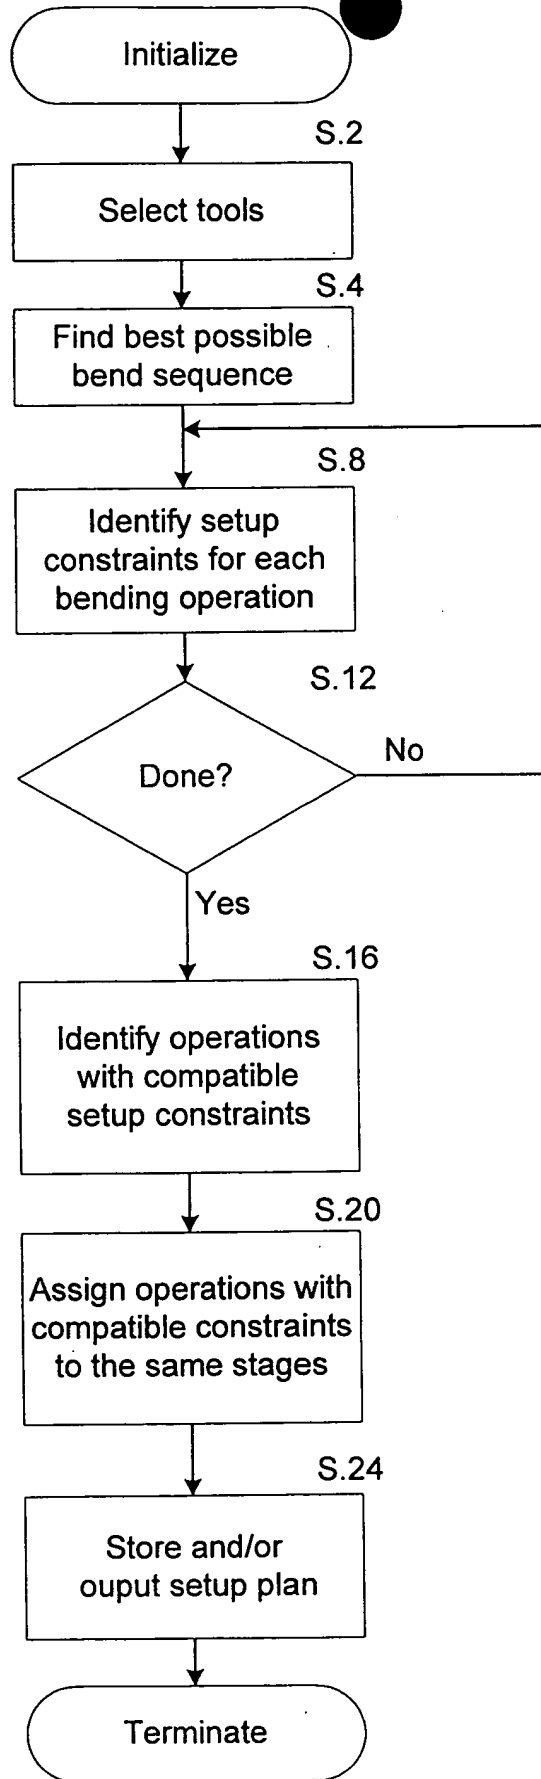 Initialize
S.2
Select tools
S.4
Find best possible
bend sequence
S.8
Identify setup
constraints for each
bending operation
S.12
Done?
No
Yes
S.16
Identify operations
with compatible
setup constraints
S.20
Assign operations with
compatible constraints
to the same stages
S.24
Store and/or
ouput setup plan
Terminate